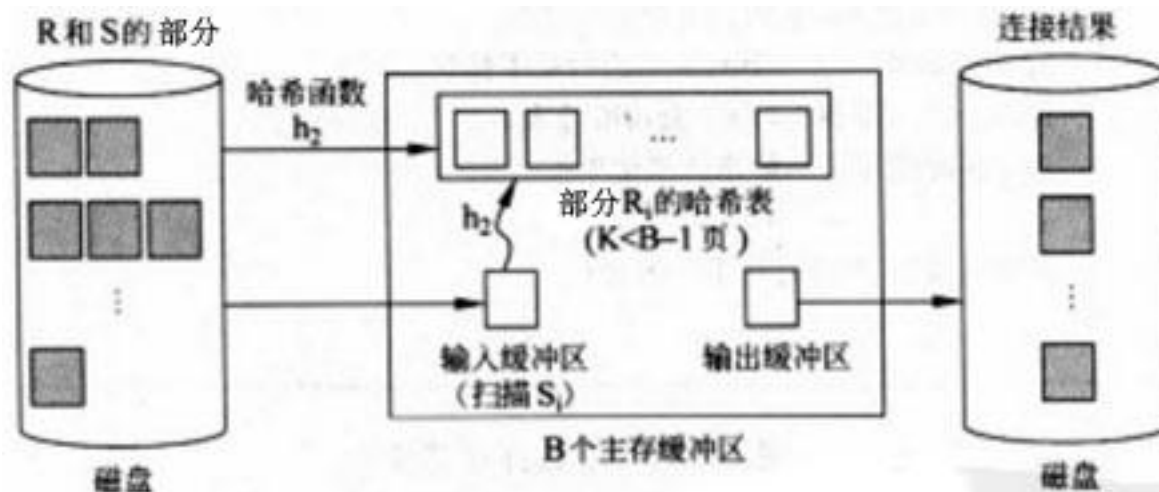 R和S的部分
连接结果
哈希函数
h₂
…
部分Rᵢ的哈希表
(K<B-1页)
h₂
⋮
⋮
输入缓冲区
(扫描Sᵢ)
输出缓冲区
B个主存缓冲区
磁盘
磁盘